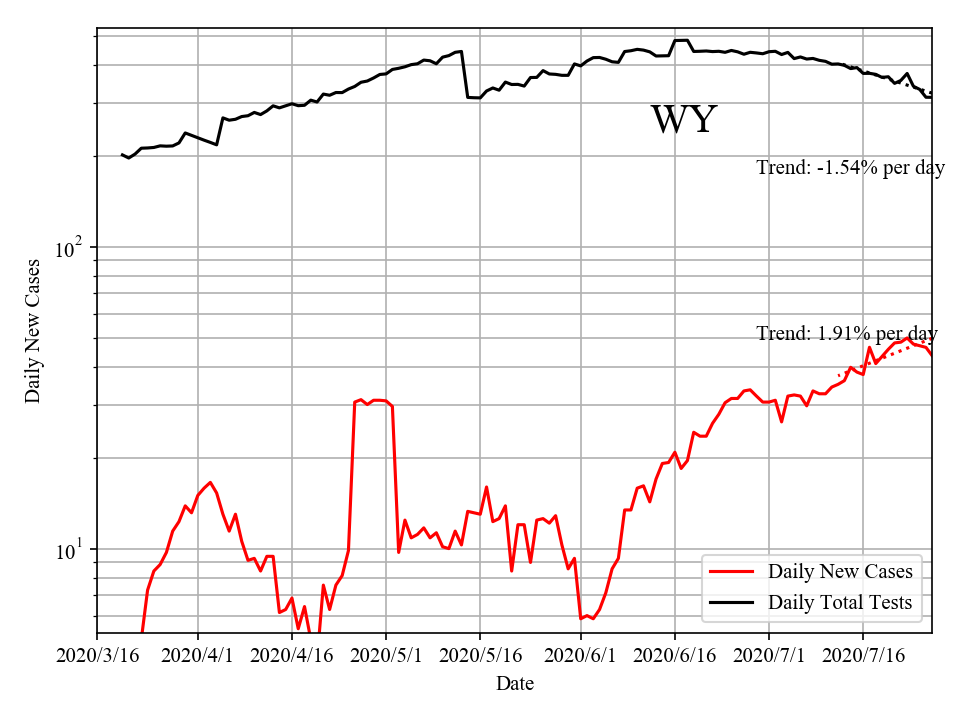 WY
Trend: -1.54% per day
10²
Daily New Cases
Trend: 1.91% per day
10¹
Daily New Cases
Daily Total Tests
2020/3/16 2020/4/1 2020/4/16 2020/5/1 2020/5/16 2020/6/1 2020/6/16 2020/7/1 2020/7/16
Date